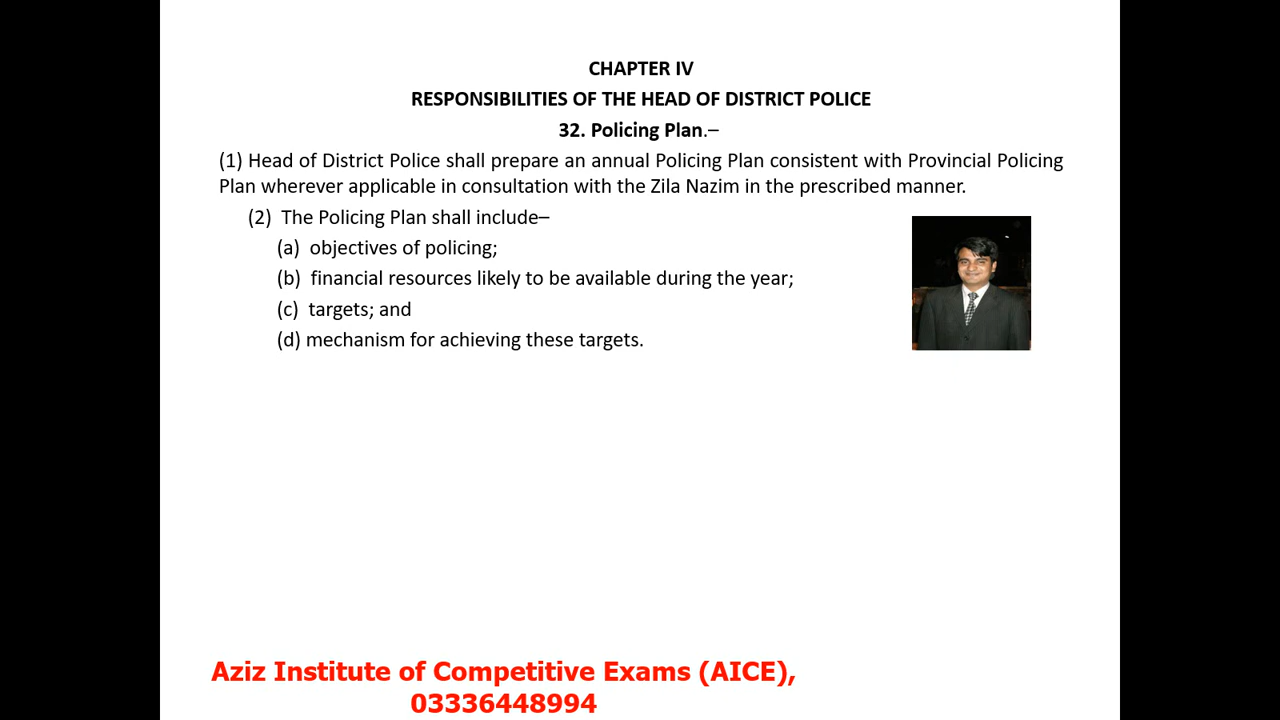 CHAPTER IV
RESPONSIBILITIES OF THE HEAD OF DISTRICT POLICE
32. Policing Plan.–
(1) Head of District Police shall prepare an annual Policing Plan consistent with Provincial Policing
Plan wherever applicable in consultation with the Zila Nazim in the prescribed manner.
(2) The Policing Plan shall include–
(a) objectives of policing;
(b) financial resources likely to be available during the year;
(c) targets; and
(d) mechanism for achieving these targets.
Aziz Institute of Competitive Exams (AICE),
03336448994